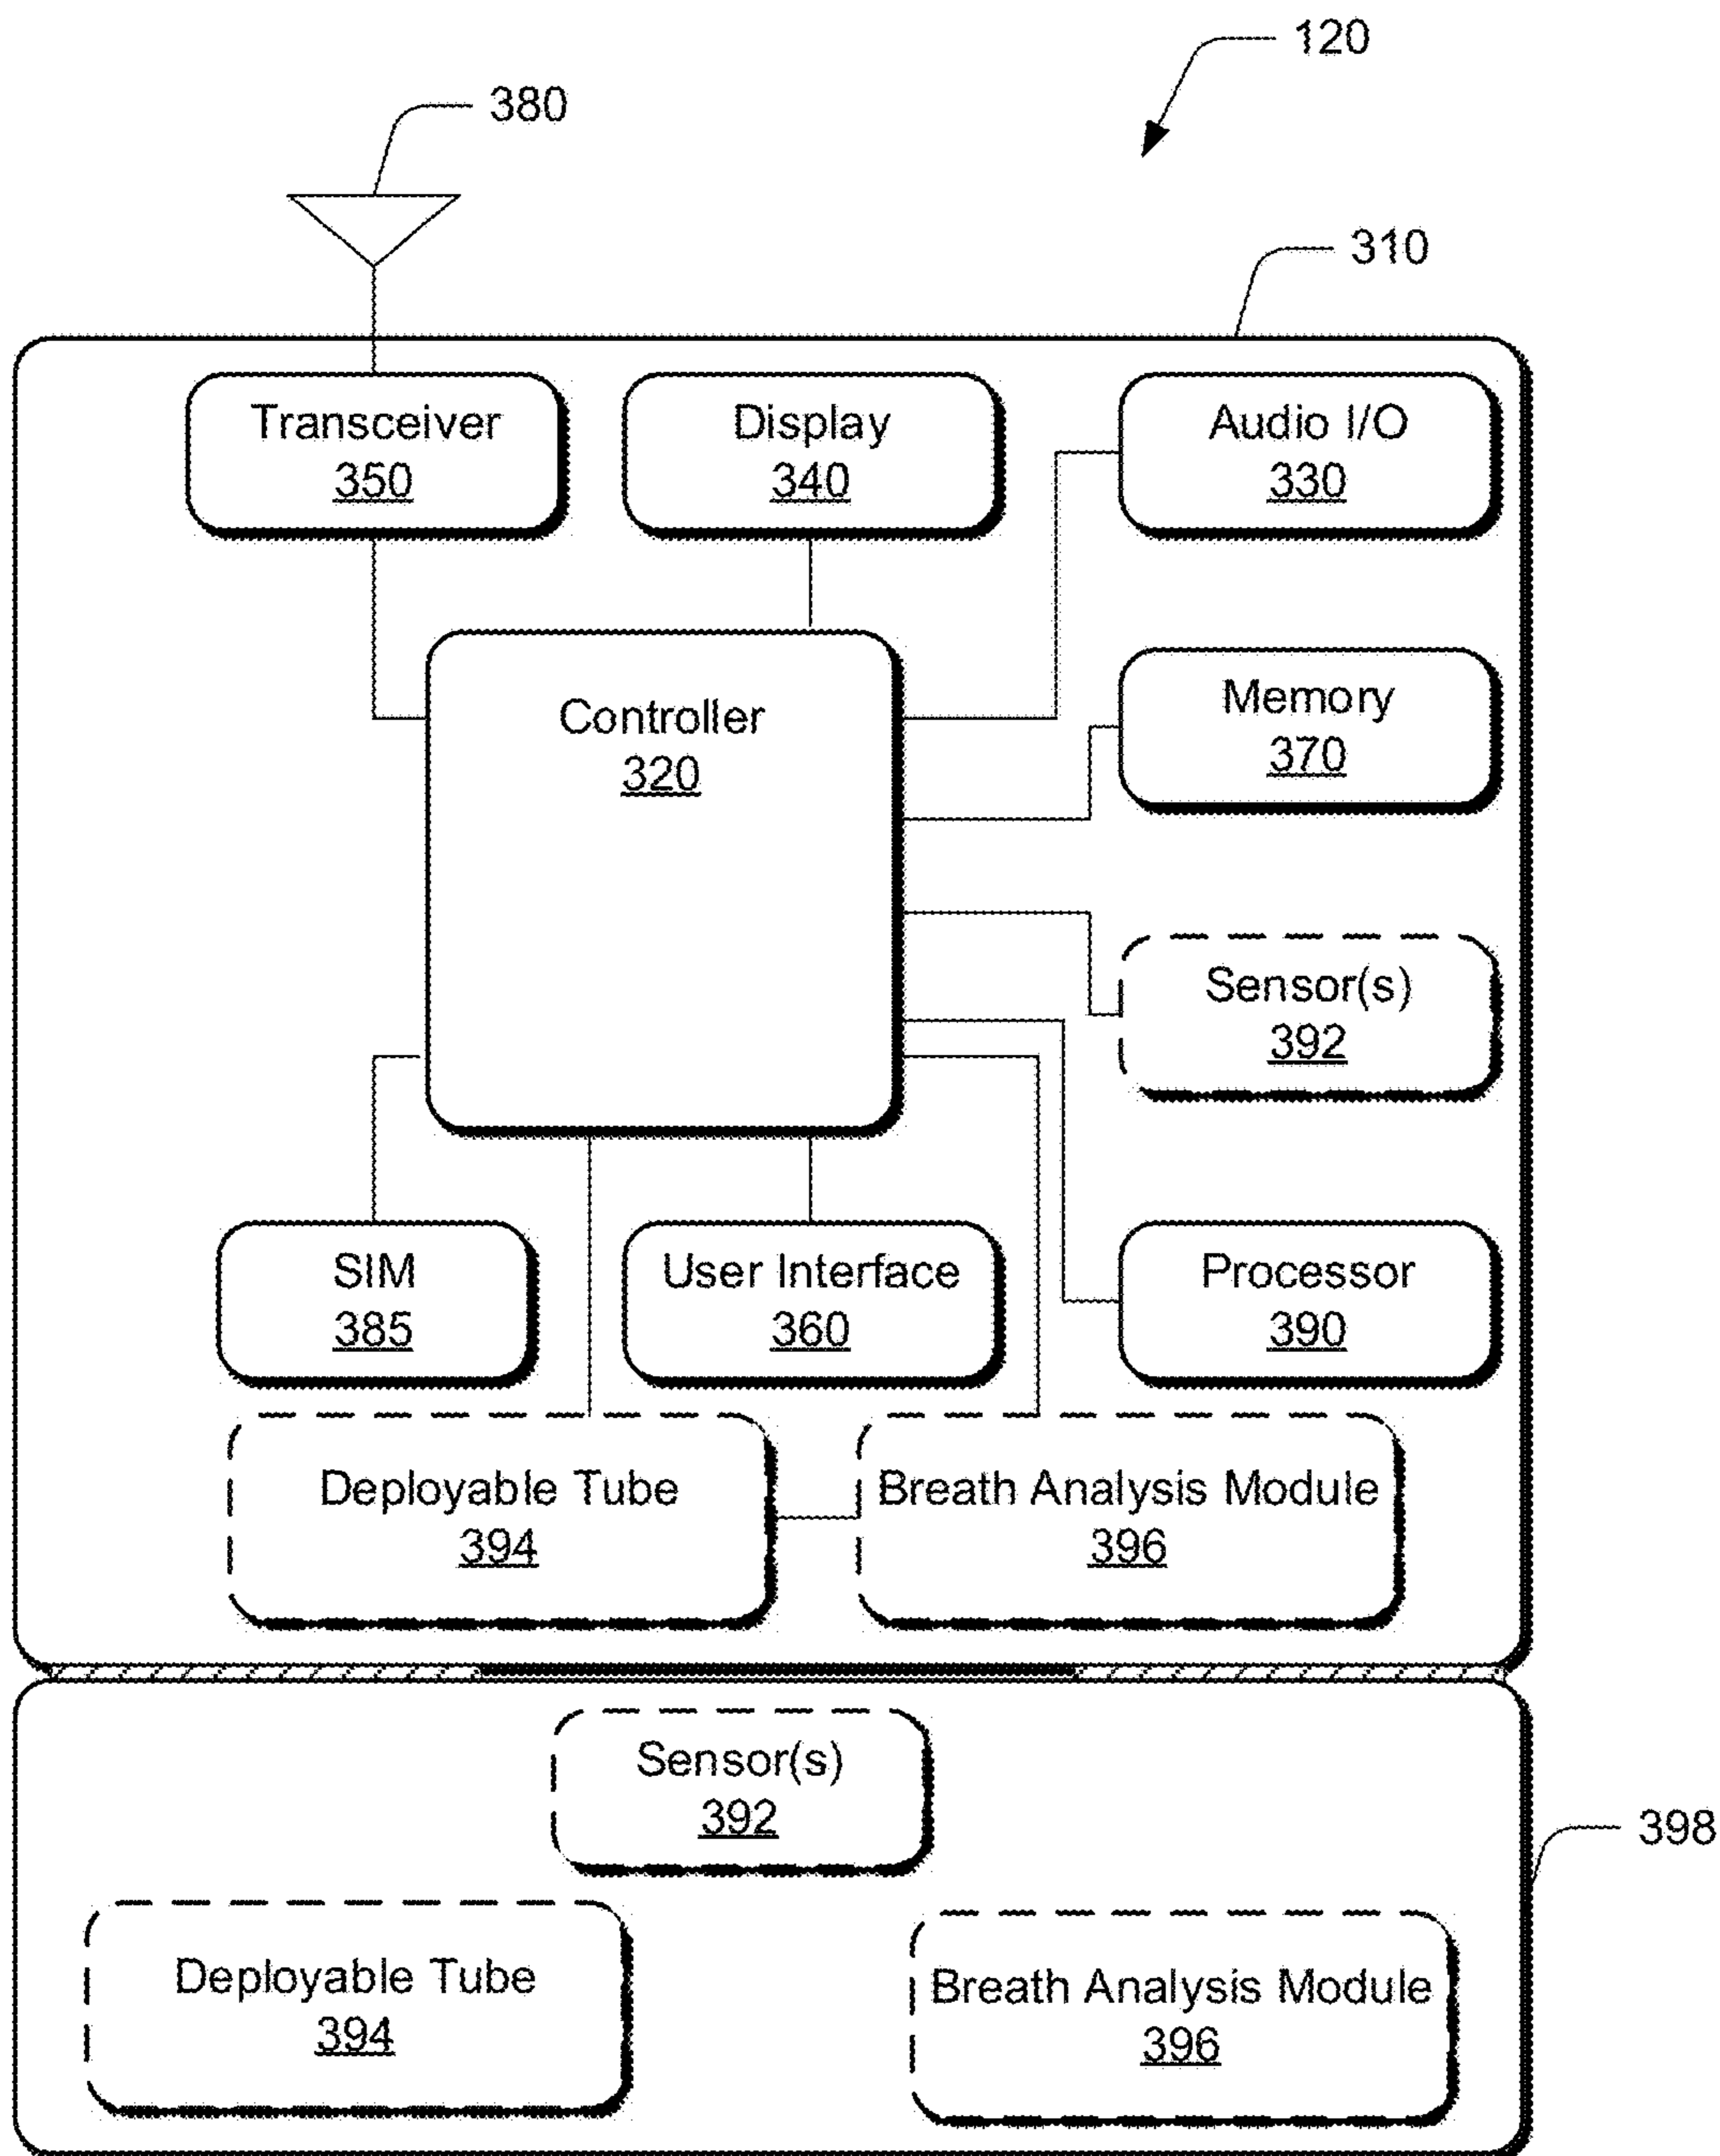 120
380
310
Transceiver
350
Display
340
Audio I/O
330
Controller
320
Memory
370
Sensor(s)
392
SIM
385
User Interface
360
Processor
390
Deployable Tube
394
Breath Analysis Module
396
Sensor(s)
392
398
Deployable Tube
394
Breath Analysis Module
396